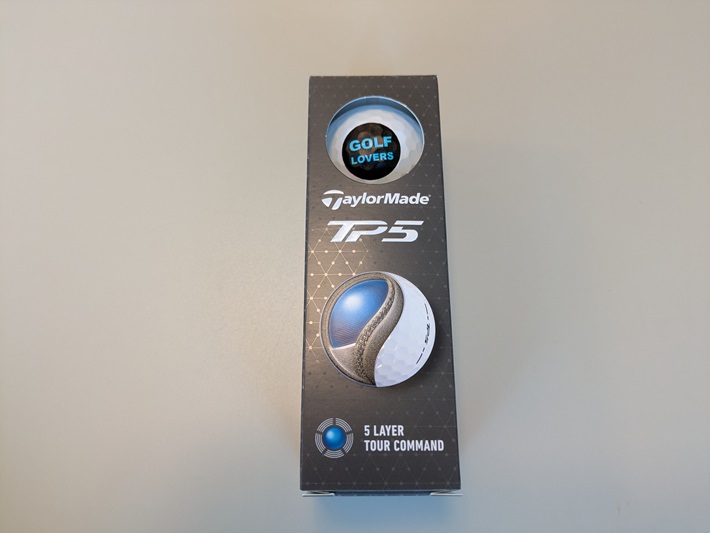 GOLF
LOVERS
TaylorMade
TP5
5 LAYER
TOUR COMMAND